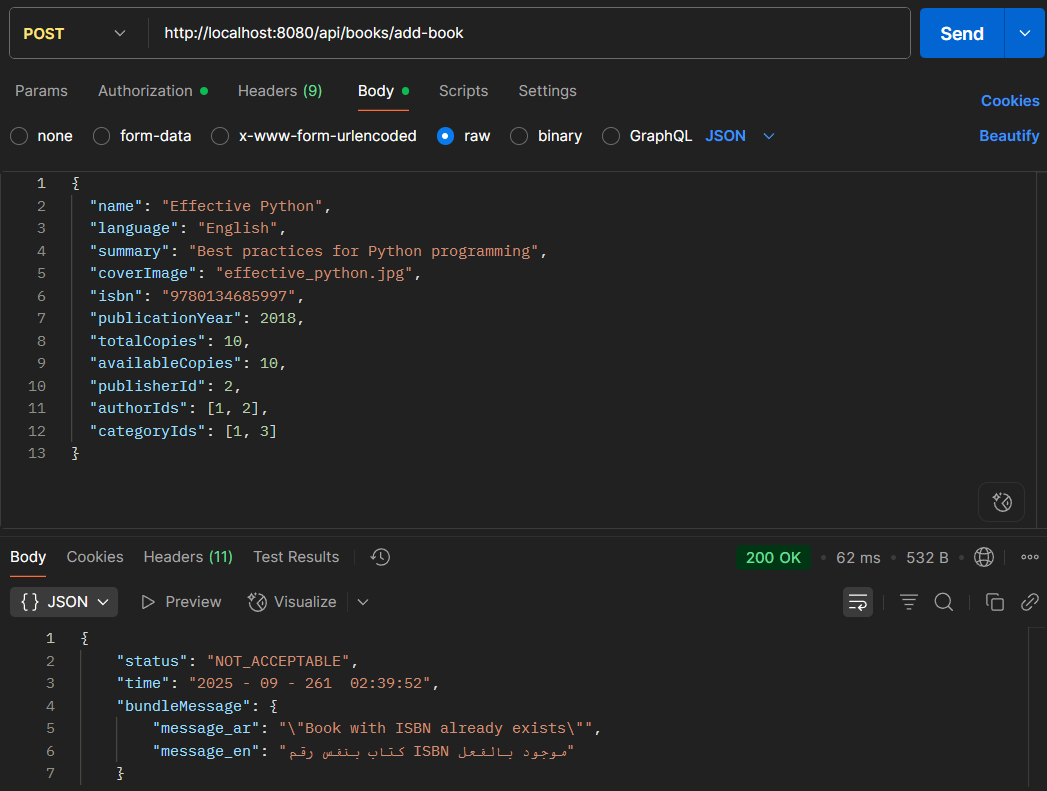 POST http://localhost:8080/api/books/add-book Send
Params Authorization Headers (9) Body Scripts Settings Cookies
none form-data x-www-form-urlencoded raw binary GraphQL JSON Beautify
1 {
2 "name": "Effective Python",
3 "language": "English",
4 "summary": "Best practices for Python programming",
5 "coverImage": "effective_python.jpg",
6 "isbn": "9780134685997",
7 "publicationYear": 2018,
8 "totalCopies": 10,
9 "availableCopies": 10,
10 "publisherId": 2,
11 "authorIds": [1, 2],
12 "categoryIds": [1, 3]
13 }
Body Cookies Headers (11) Test Results 200 OK • 62 ms • 532 B •
{} JSON Preview Visualize
1 {
2 "status": "NOT_ACCEPTABLE",
3 "time": "2025 - 09 - 261  02:39:52",
4 "bundleMessage": {
5 "message_ar": "\"Book with ISBN already exists\"",
6 "message_en": "كتاب بنفس رقم ISBN موجود بالفعل"
7 }